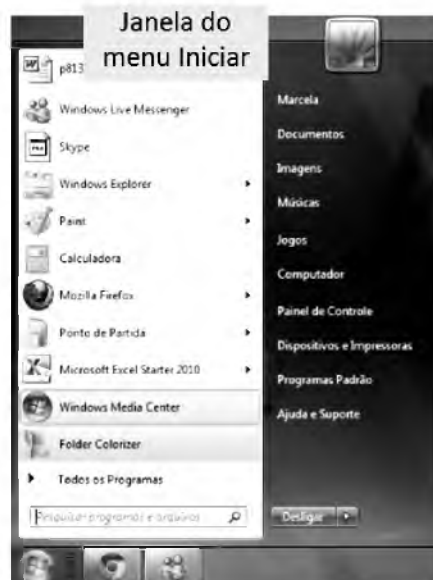 Janela do
menu Iniciar
p813
Windows Live Messenger
Skype
Windows Explorer
Paint
Calculadora
Mozilla Firefox
Ponto de Partida
Microsoft Excel Starter 2010
Windows Media Center
Folder Colorizer
Todos os Programas
Pesquisar programas e arquivos
Marcela
Documentos
Imagens
Músicas
Jogos
Computador
Painel de Controle
Dispositivos e Impressoras
Programas Padrão
Ajuda e Suporte
Desligar